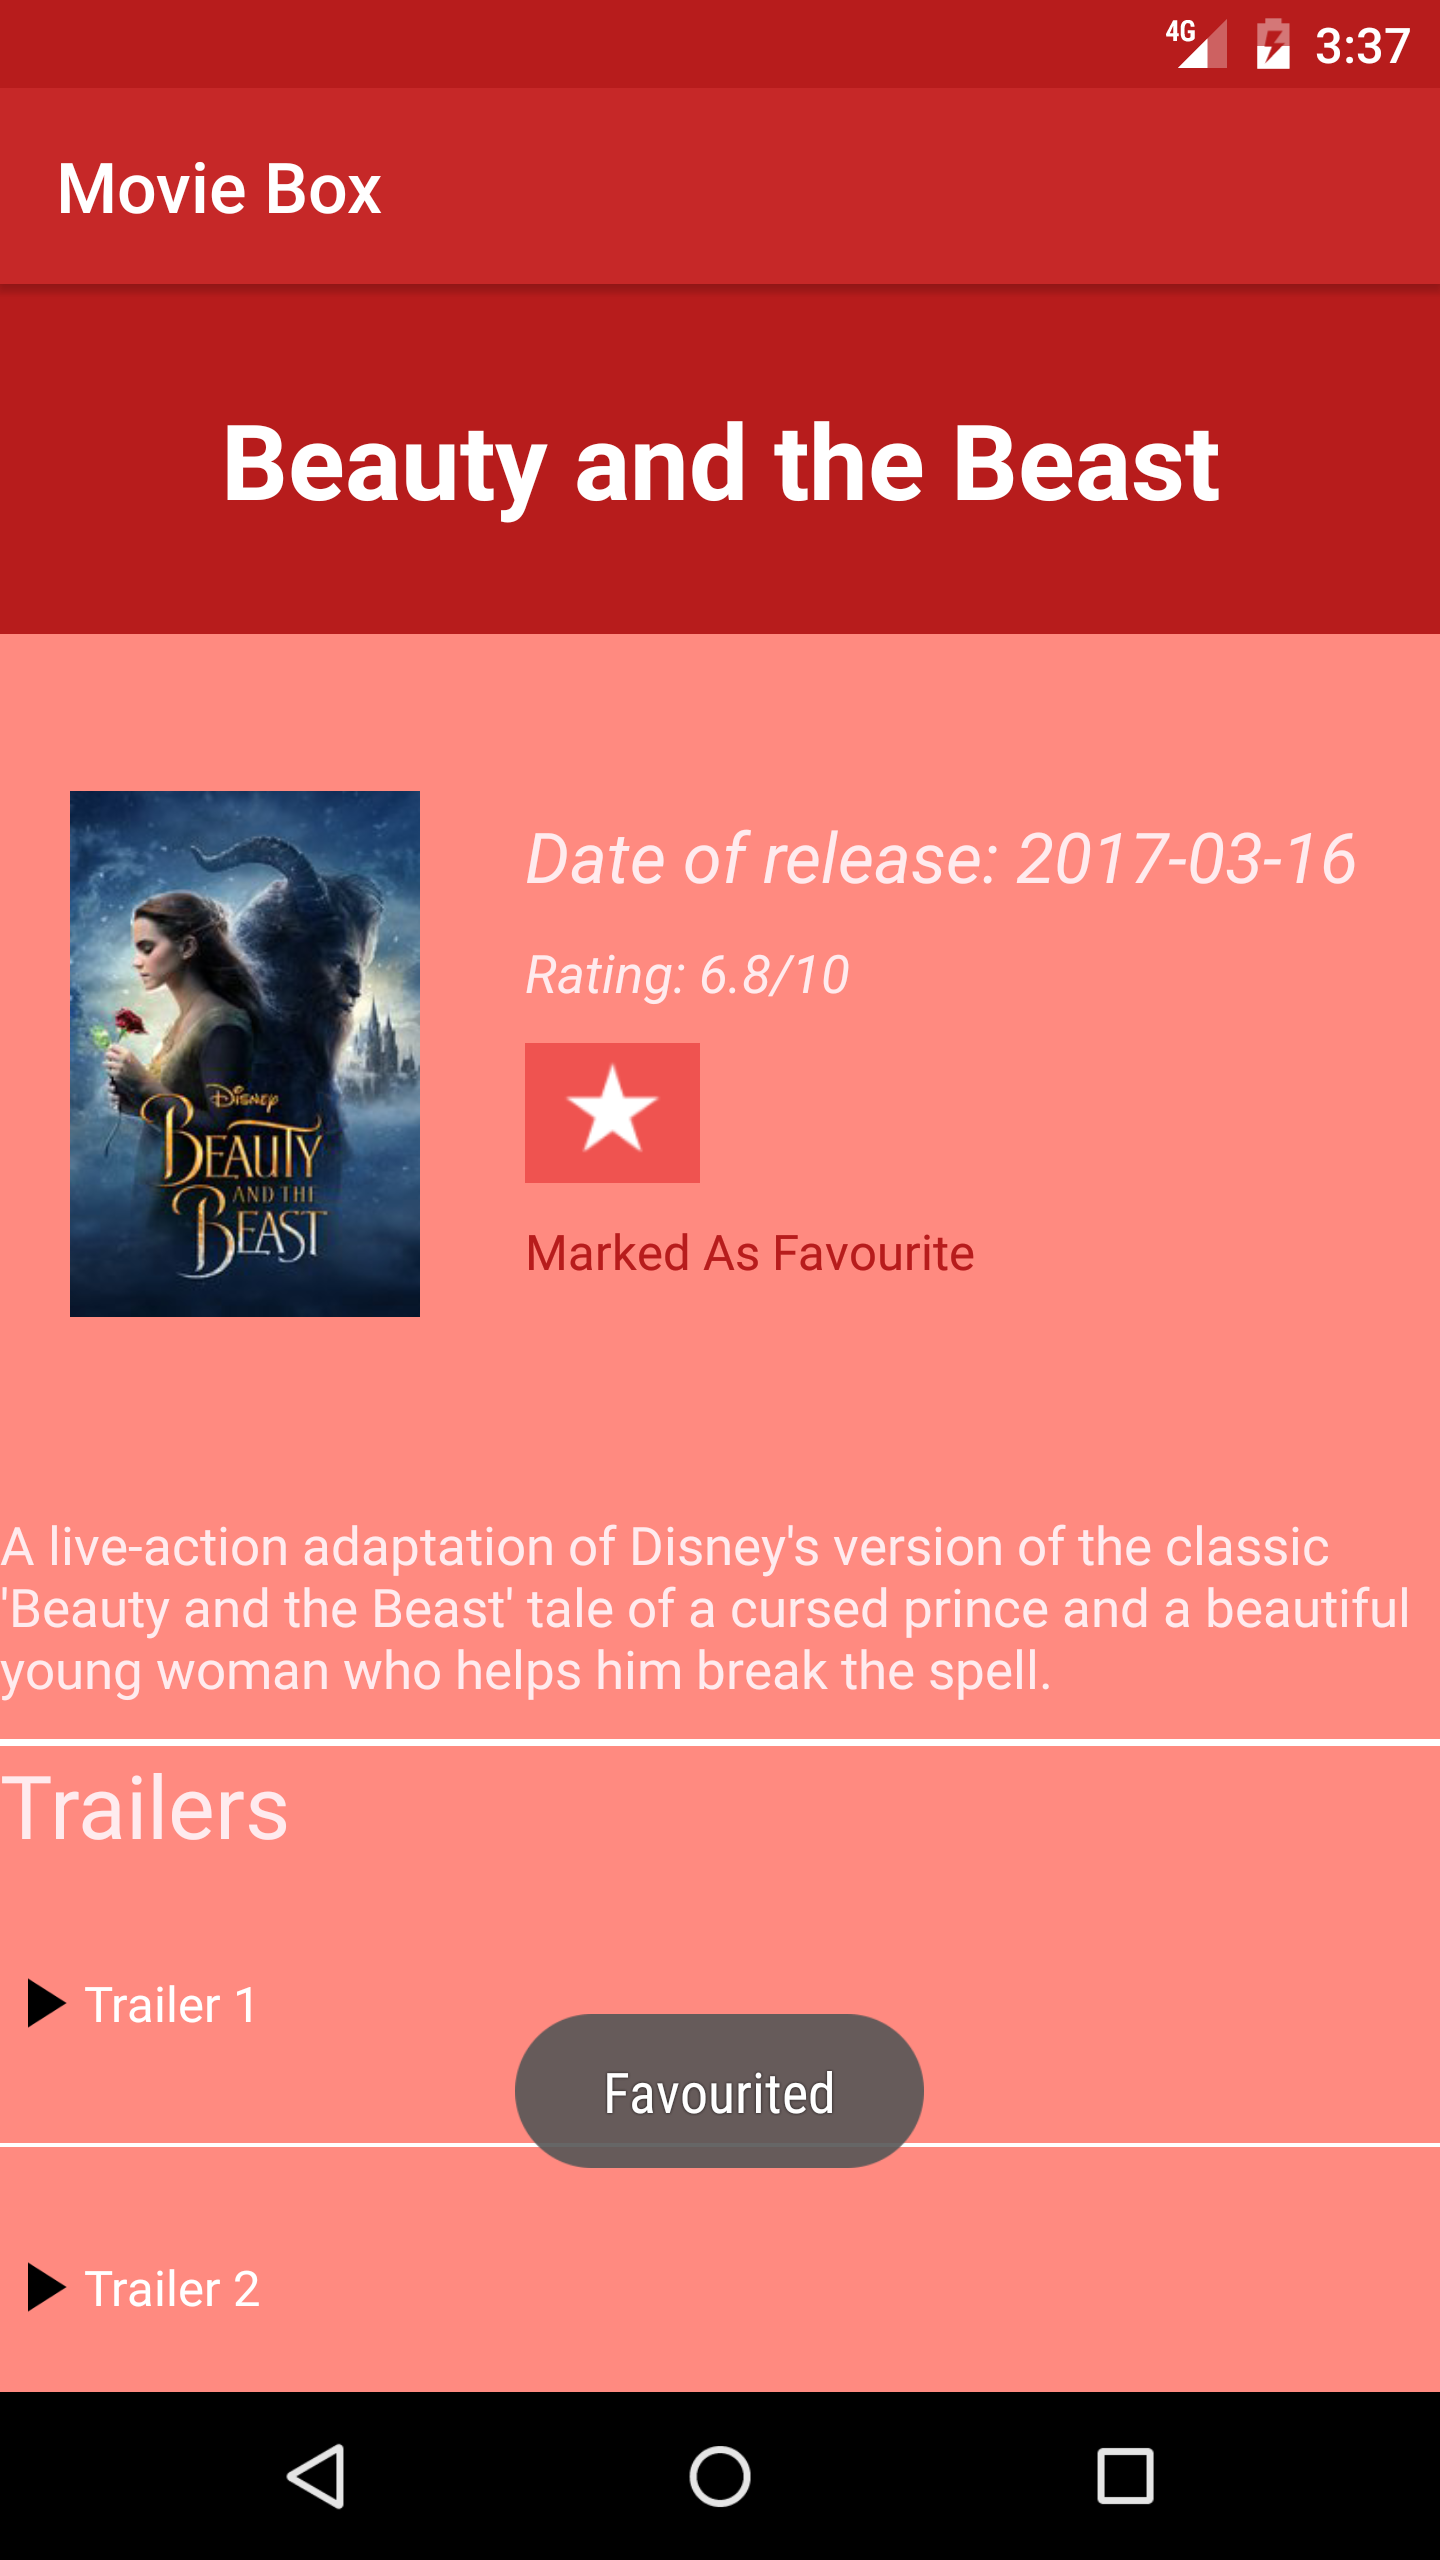 4G 3:37
Movie Box
Beauty and the Beast
Date of release: 2017-03-16
Rating: 6.8/10
Disney
Beauty
and the
Beast
Marked As Favourite
A live-action adaptation of Disney's version of the classic
'Beauty and the Beast' tale of a cursed prince and a beautiful
young woman who helps him break the spell.
Trailers
Trailer 1
Favourited
Trailer 2